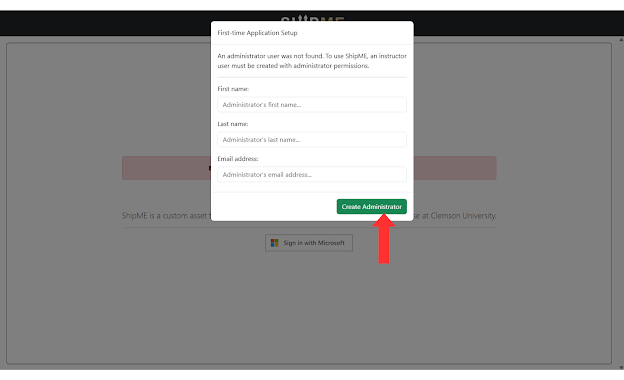 ShipME
First-time Application Setup
An administrator user was not found. To use ShipME, an instructor
user must be created with administrator permissions.
First name:
Administrator's first name...
Last name:
Administrator's last name...
Email address:
Administrator's email address...
Create Administrator
ShipME is a custom asset se at Clemson University.
Sign in with Microsoft